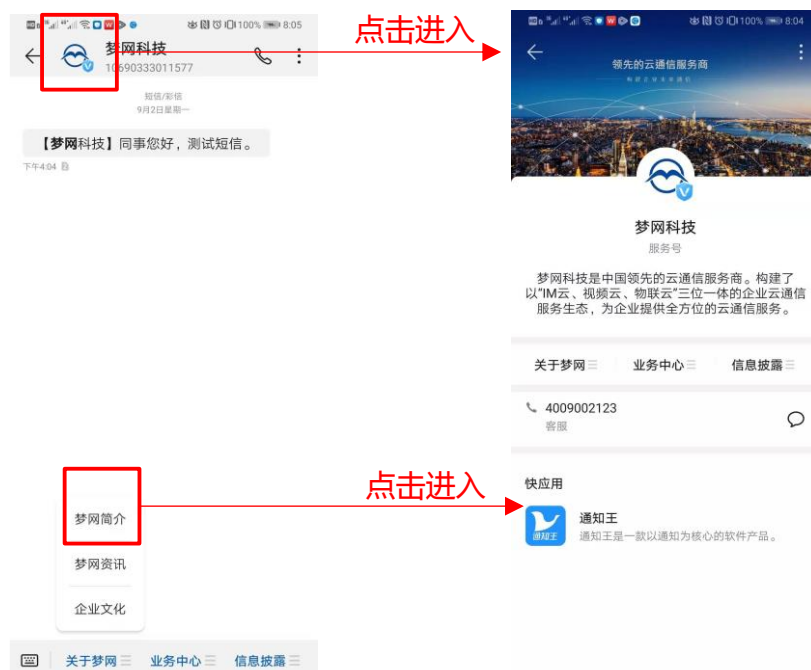 100% 8:05
梦网科技
10690333011577
短信/彩信
9月2日星期一
【梦网科技】同事您好，测试短信。
下午4:04
梦网简介
梦网资讯
企业文化
关于梦网
业务中心
信息披露
点击进入
点击进入
100% 8:04
领先的云通信服务商
梦网科技
服务号
梦网科技是中国领先的云通信服务商。构建了
以"IM云、视频云、物联云"三位一体的企业云通信
服务生态，为企业提供全方位的云通信服务。
关于梦网
业务中心
信息披露
4009002123
客服
快应用
通知王
通知王
通知王是一款以通知为核心的软件产品。